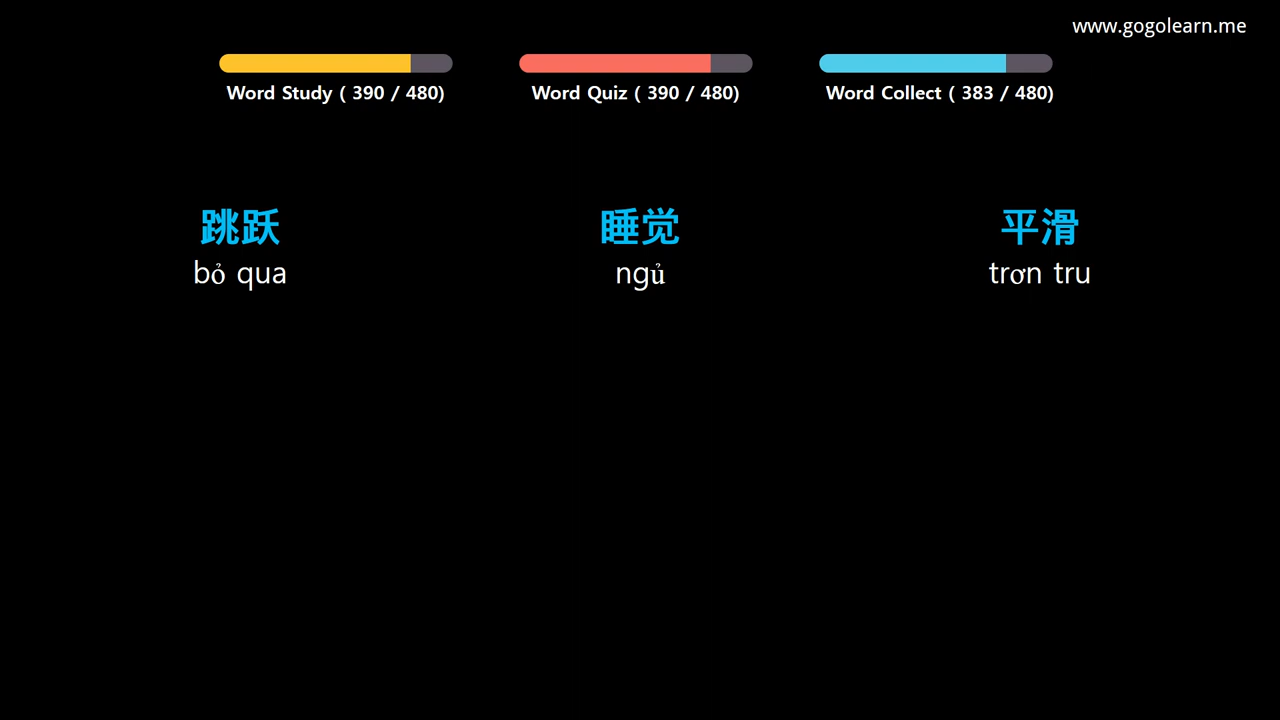 www.gogolearn.me
Word Study ( 390 / 480)
Word Quiz ( 390 / 480)
Word Collect ( 383 / 480)
跳跃
睡觉
平滑
bỏ qua
ngủ
trơn tru